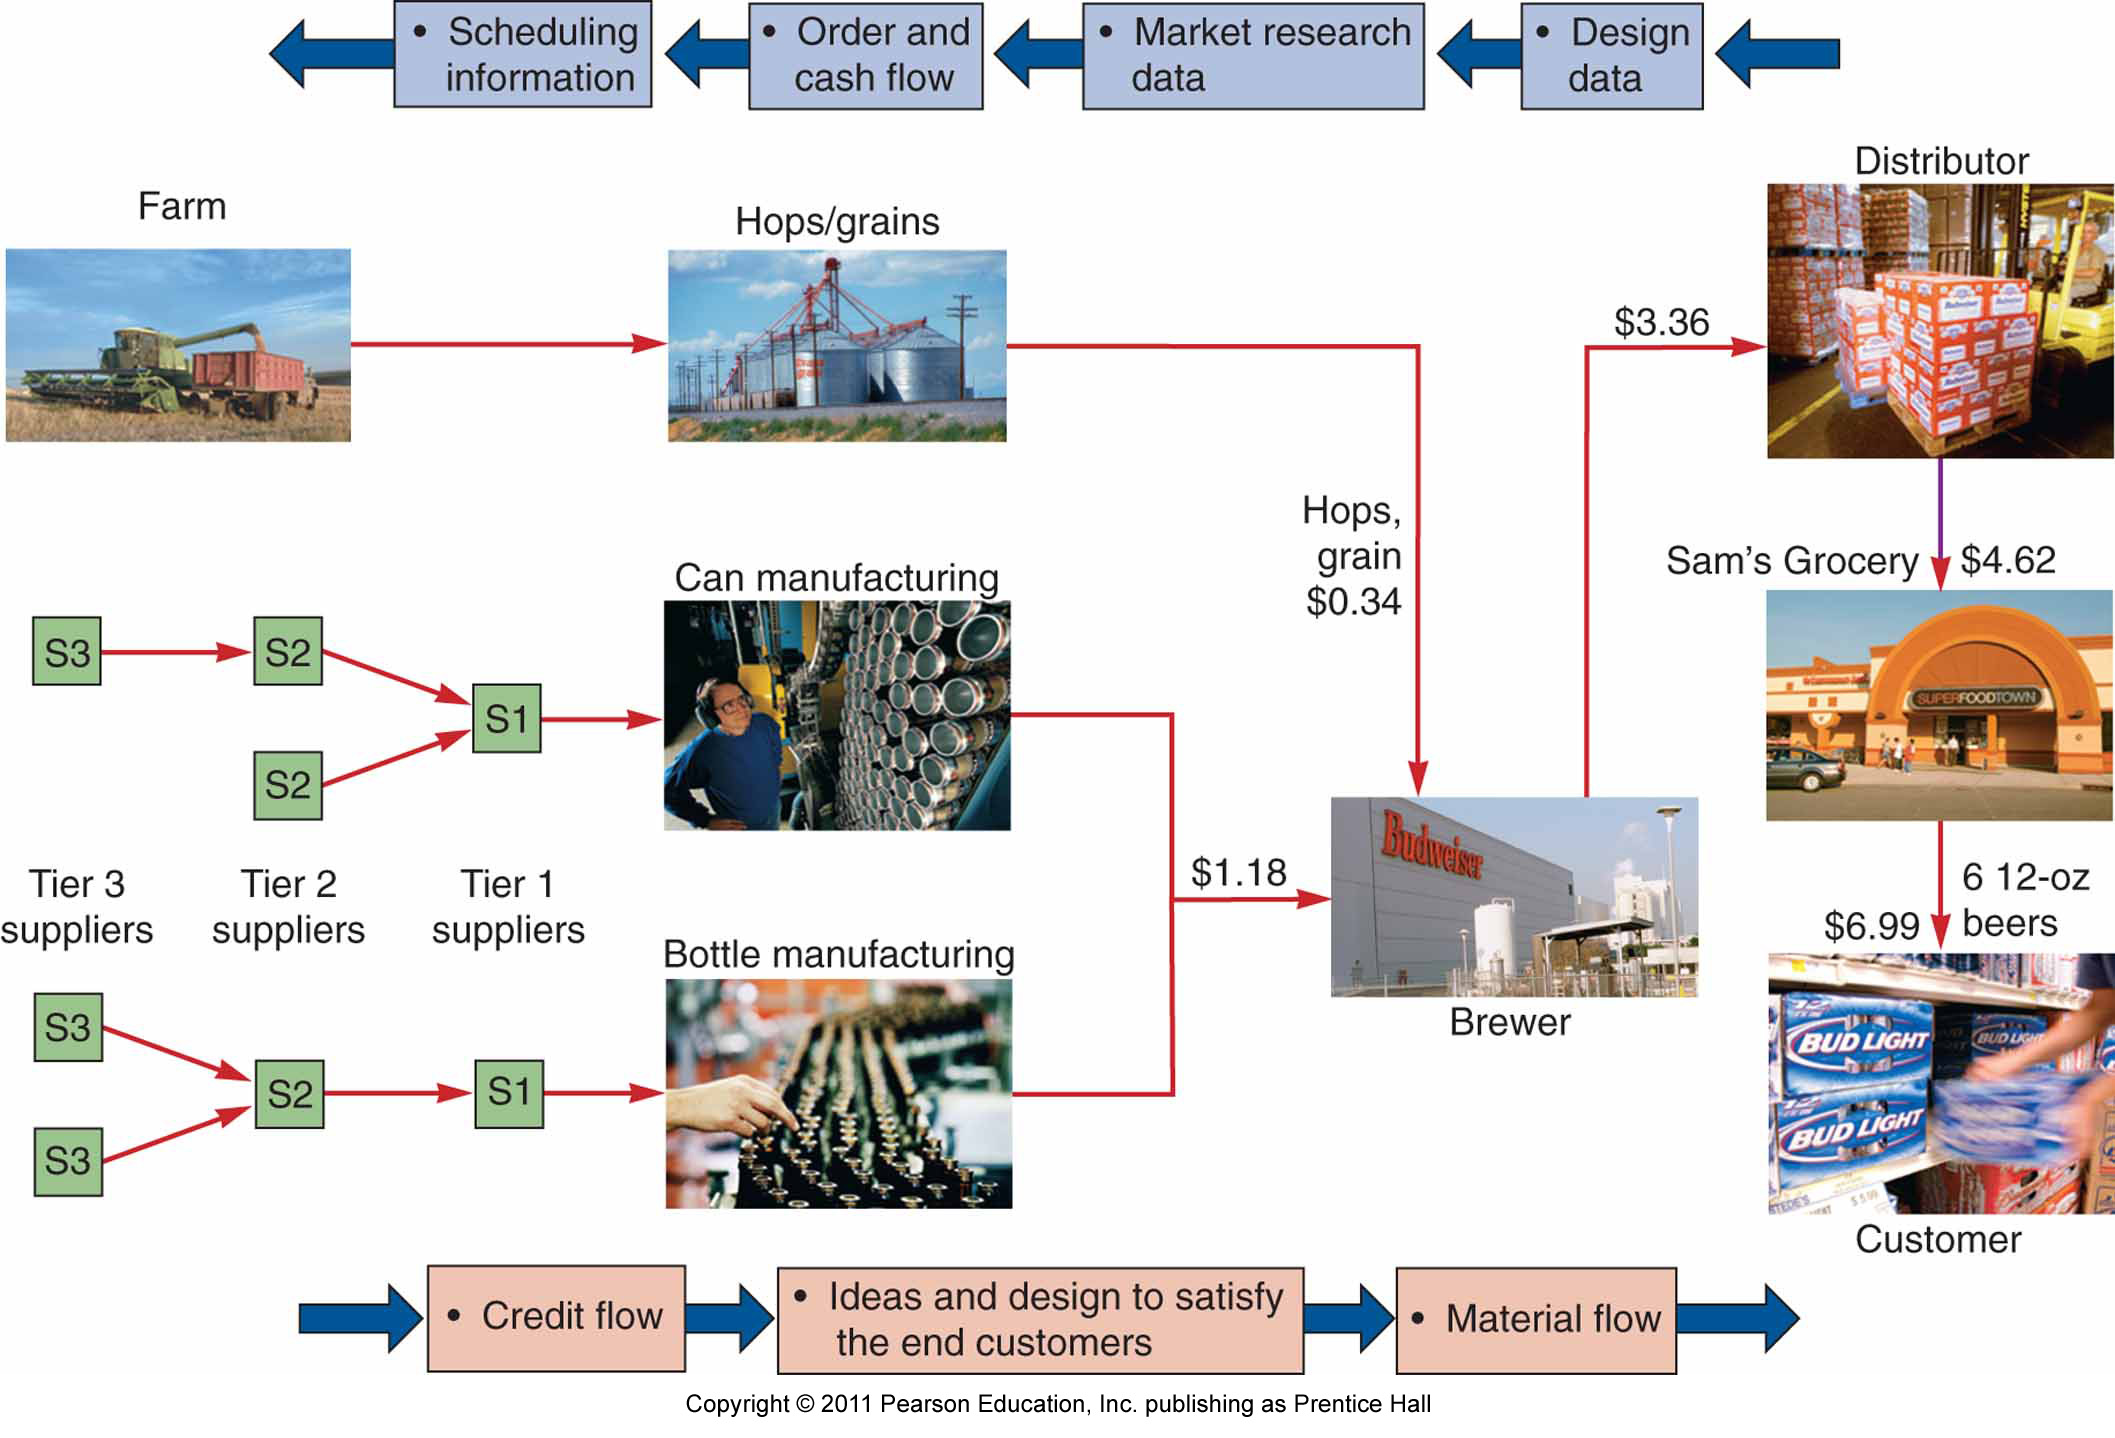 • Scheduling
information
• Order and
cash flow
• Market research
data
• Design
data
Farm
Hops/grains
Distributor
$3.36
Hops,
grain
$0.34
Sam's Grocery
$4.62
SUPERFOODTOWN
Can manufacturing
S3
S2
S1
S2
Tier 3
suppliers
Tier 2
suppliers
Tier 1
suppliers
$1.18
Budweiser
Brewer
6 12-oz
beers
$6.99
Bottle manufacturing
S3
S2
S1
S3
BUD LIGHT
BUD LIGHT
BUD LIGHT
Customer
• Credit flow
• Ideas and design to satisfy
the end customers
• Material flow
Copyright © 2011 Pearson Education, Inc. publishing as Prentice Hall